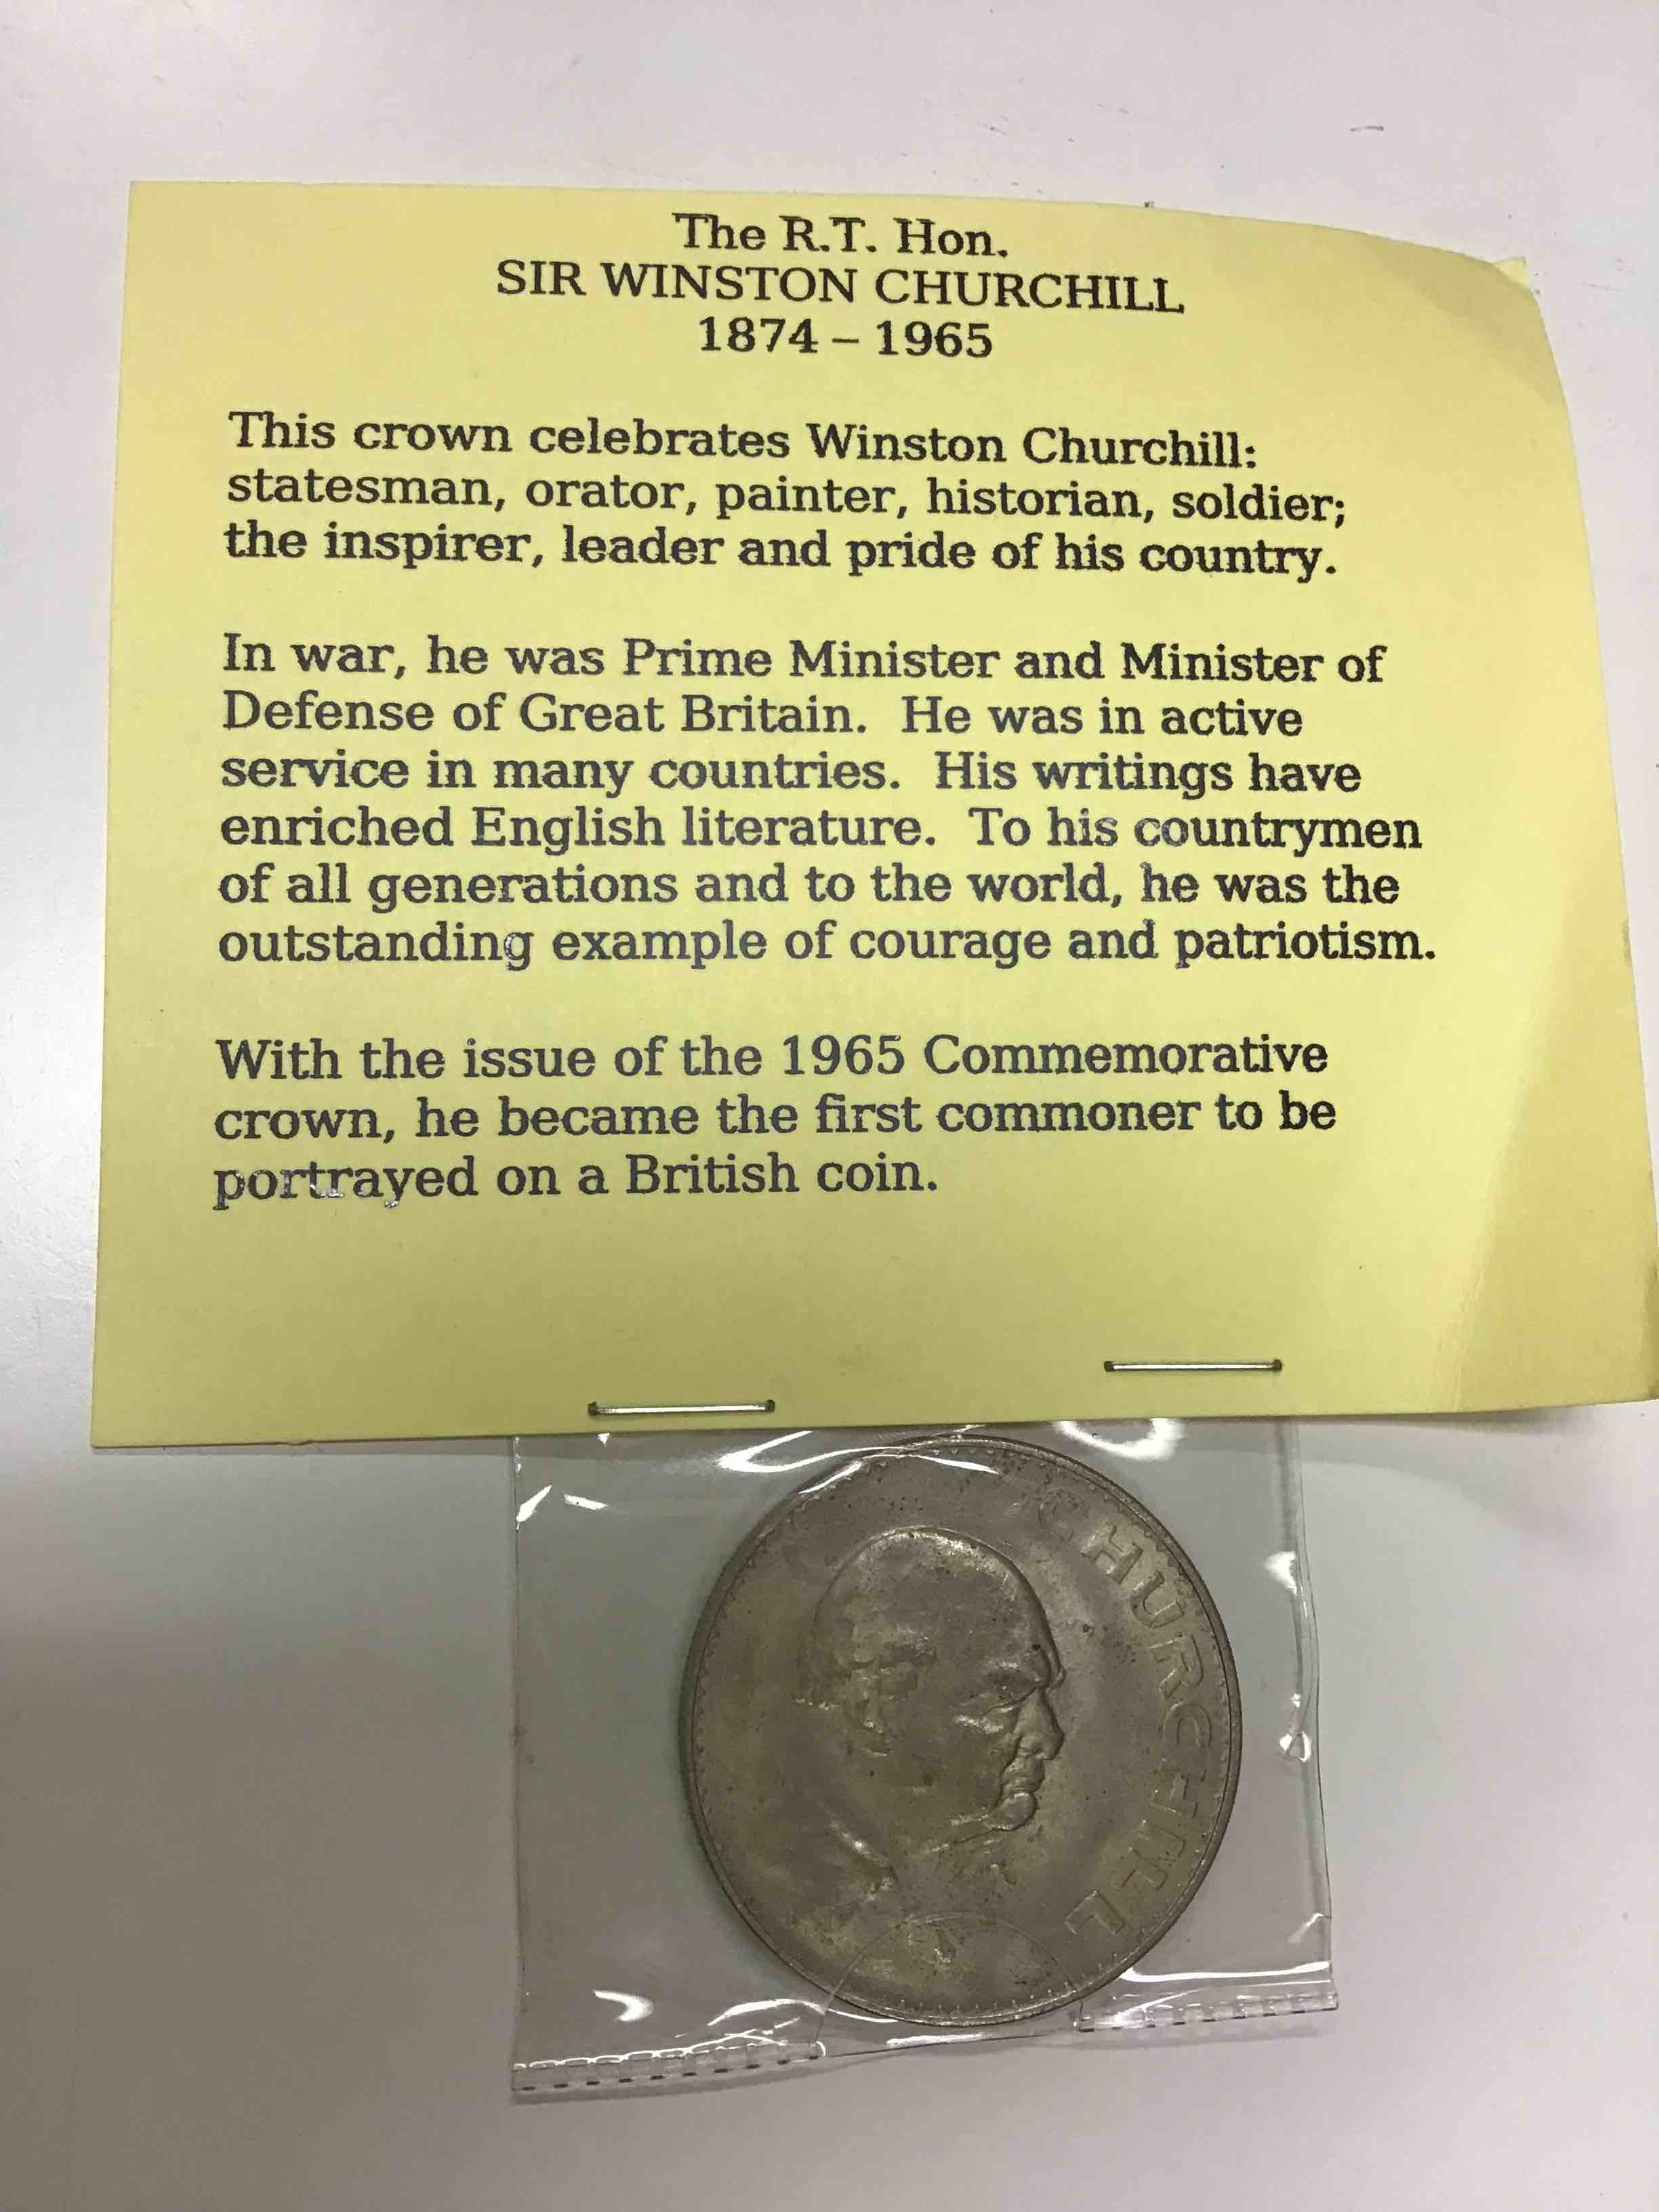 The R.T. Hon.
SIR WINSTON CHURCHILL
1874 – 1965
This crown celebrates Winston Churchill:
statesman, orator, painter, historian, soldier;
the inspirer, leader and pride of his country.
In war, he was Prime Minister and Minister of
Defense of Great Britain. He was in active
service in many countries. His writings have
enriched English literature. To his countrymen
of all generations and to the world, he was the
outstanding example of courage and patriotism.
With the issue of the 1965 Commemorative
crown, he became the first commoner to be
portrayed on a British coin.
CHURCHILL